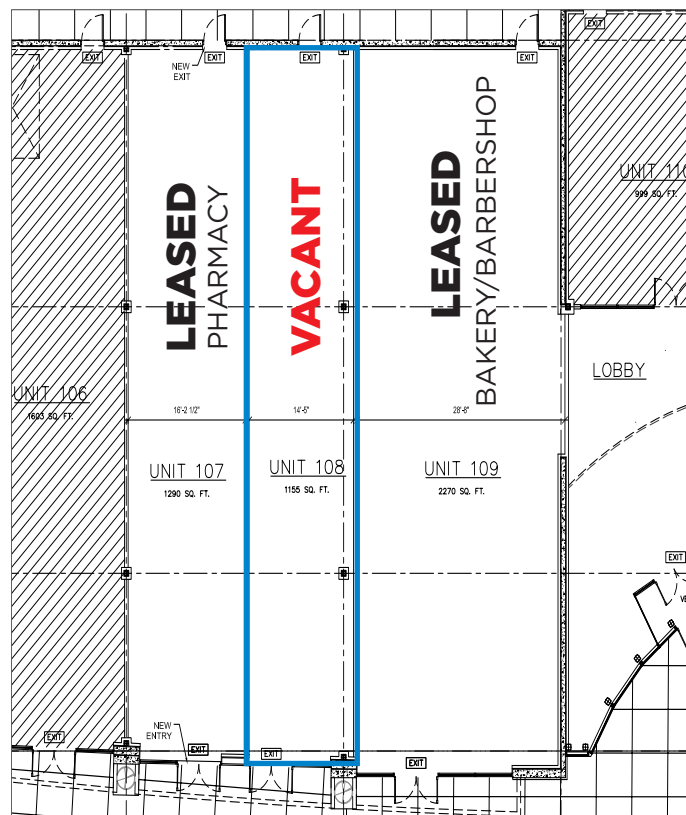 EXIT
EXIT
EXIT
EXIT
EXIT
NEW
EXIT
LEASED
PHARMACY
VACANT
LEASED
BAKERY/BARBERSHOP
UNIT 110
999 SQ. FT.
LOBBY
UNIT 106
1603 SQ. FT.
16'-2 1/2"
14'-5"
28'-8"
UNIT 107
1290 SQ. FT.
UNIT 108
1155 SQ. FT.
UNIT 109
2270 SQ. FT.
EXIT
NEW
ENTRY
EXIT
EXIT
EXIT
EXIT